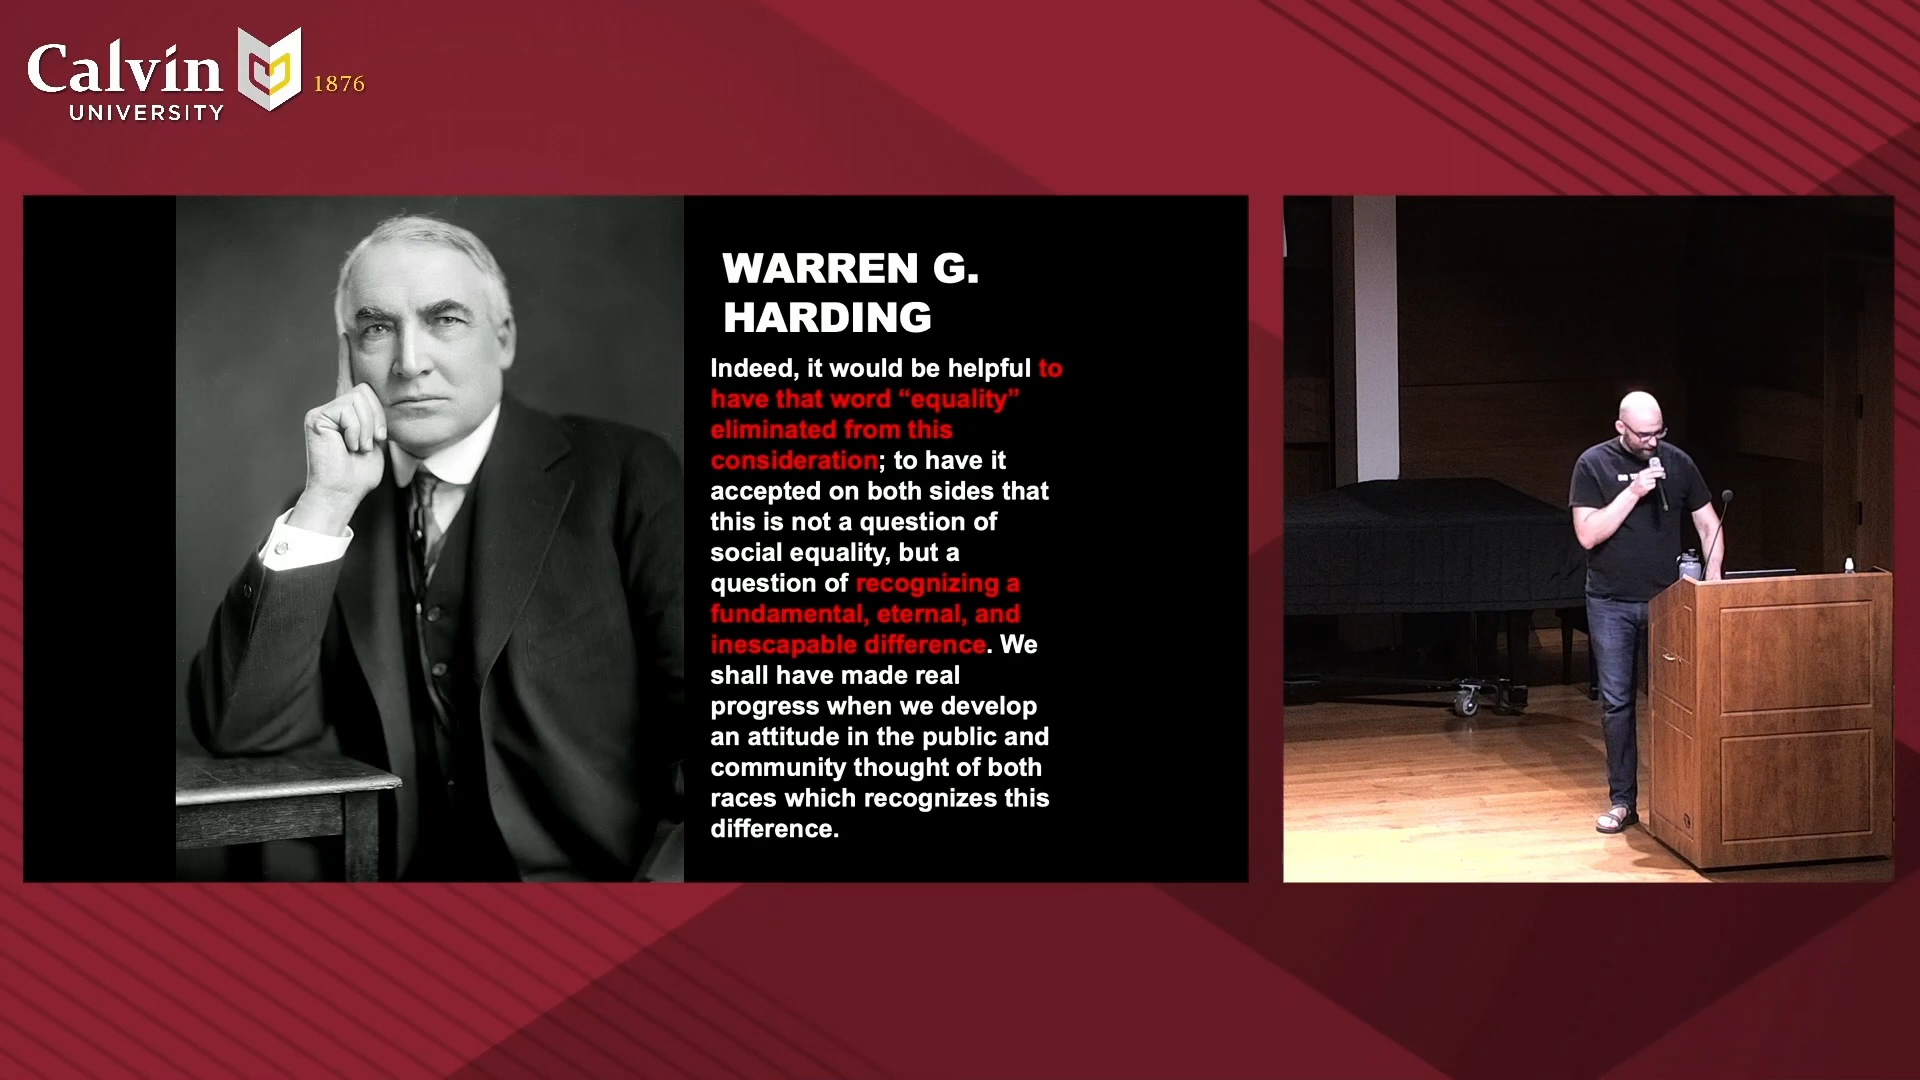 Calvin
UNIVERSITY
1876
WARREN G.
HARDING
Indeed, it would be helpful to
have that word “equality”
eliminated from this
consideration; to have it
accepted on both sides that
this is not a question of
social equality, but a
question of recognizing a
fundamental, eternal, and
inescapable difference. We
shall have made real
progress when we develop
an attitude in the public and
community thought of both
races which recognizes this
difference.